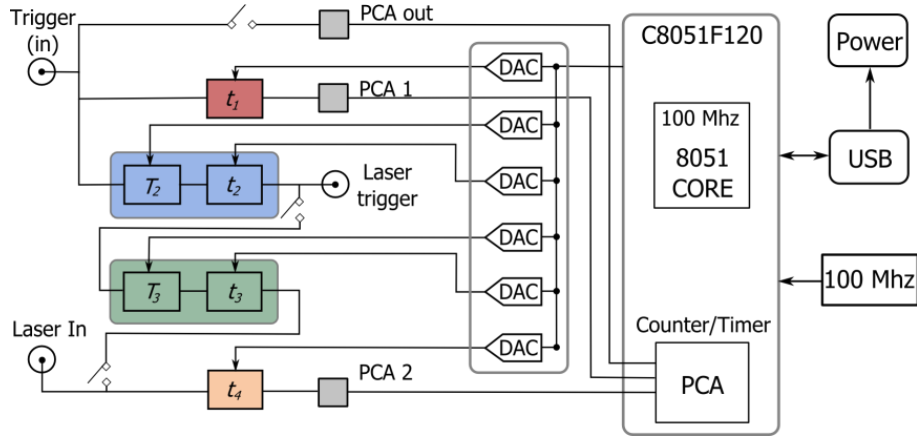 Trigger
(in)
PCA out
C8051F120
Power
DAC
t1
PCA 1
100 Mhz
8051
CORE
DAC
USB
T2
t2
Laser
trigger
DAC
DAC
T3
t3
DAC
100 Mhz
Laser In
Counter/Timer
DAC
t4
PCA 2
PCA